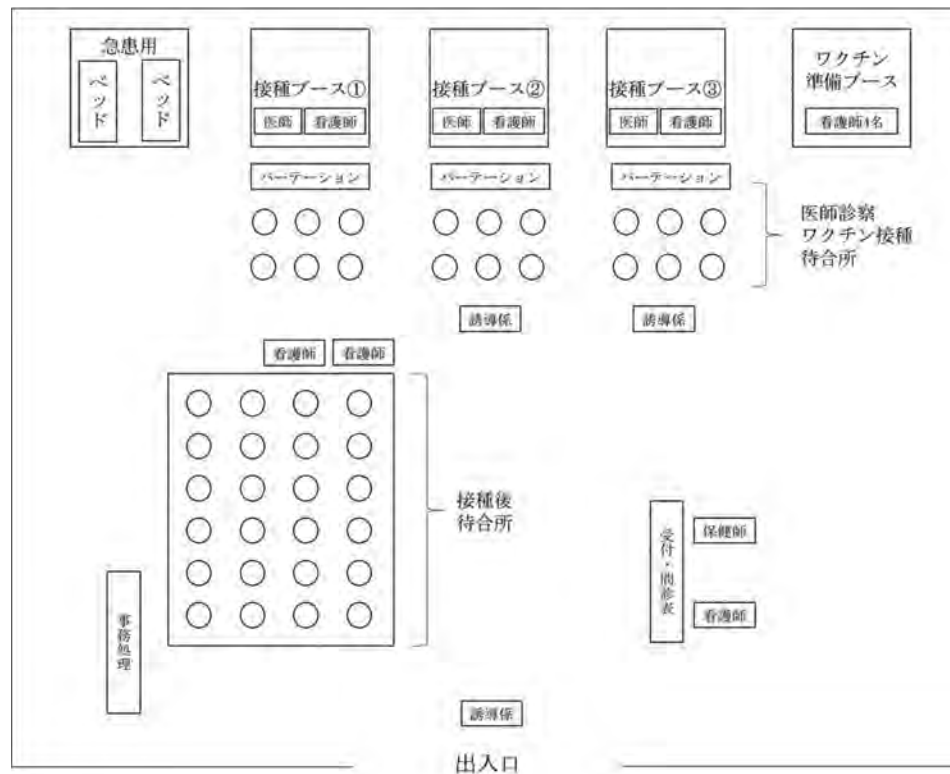 急患用
ベッド
ベッド
接種ブース①
医師
看護師
接種ブース②
医師
看護師
接種ブース③
医師
看護師
ワクチン
準備ブース
看護師4名
パーテーション
パーテーション
パーテーション
医師診察
ワクチン接種
待合所
誘導係
誘導係
看護師
看護師
接種後
待合所
受付・問診表
保健師
看護師
事務処理
誘導係
出入口